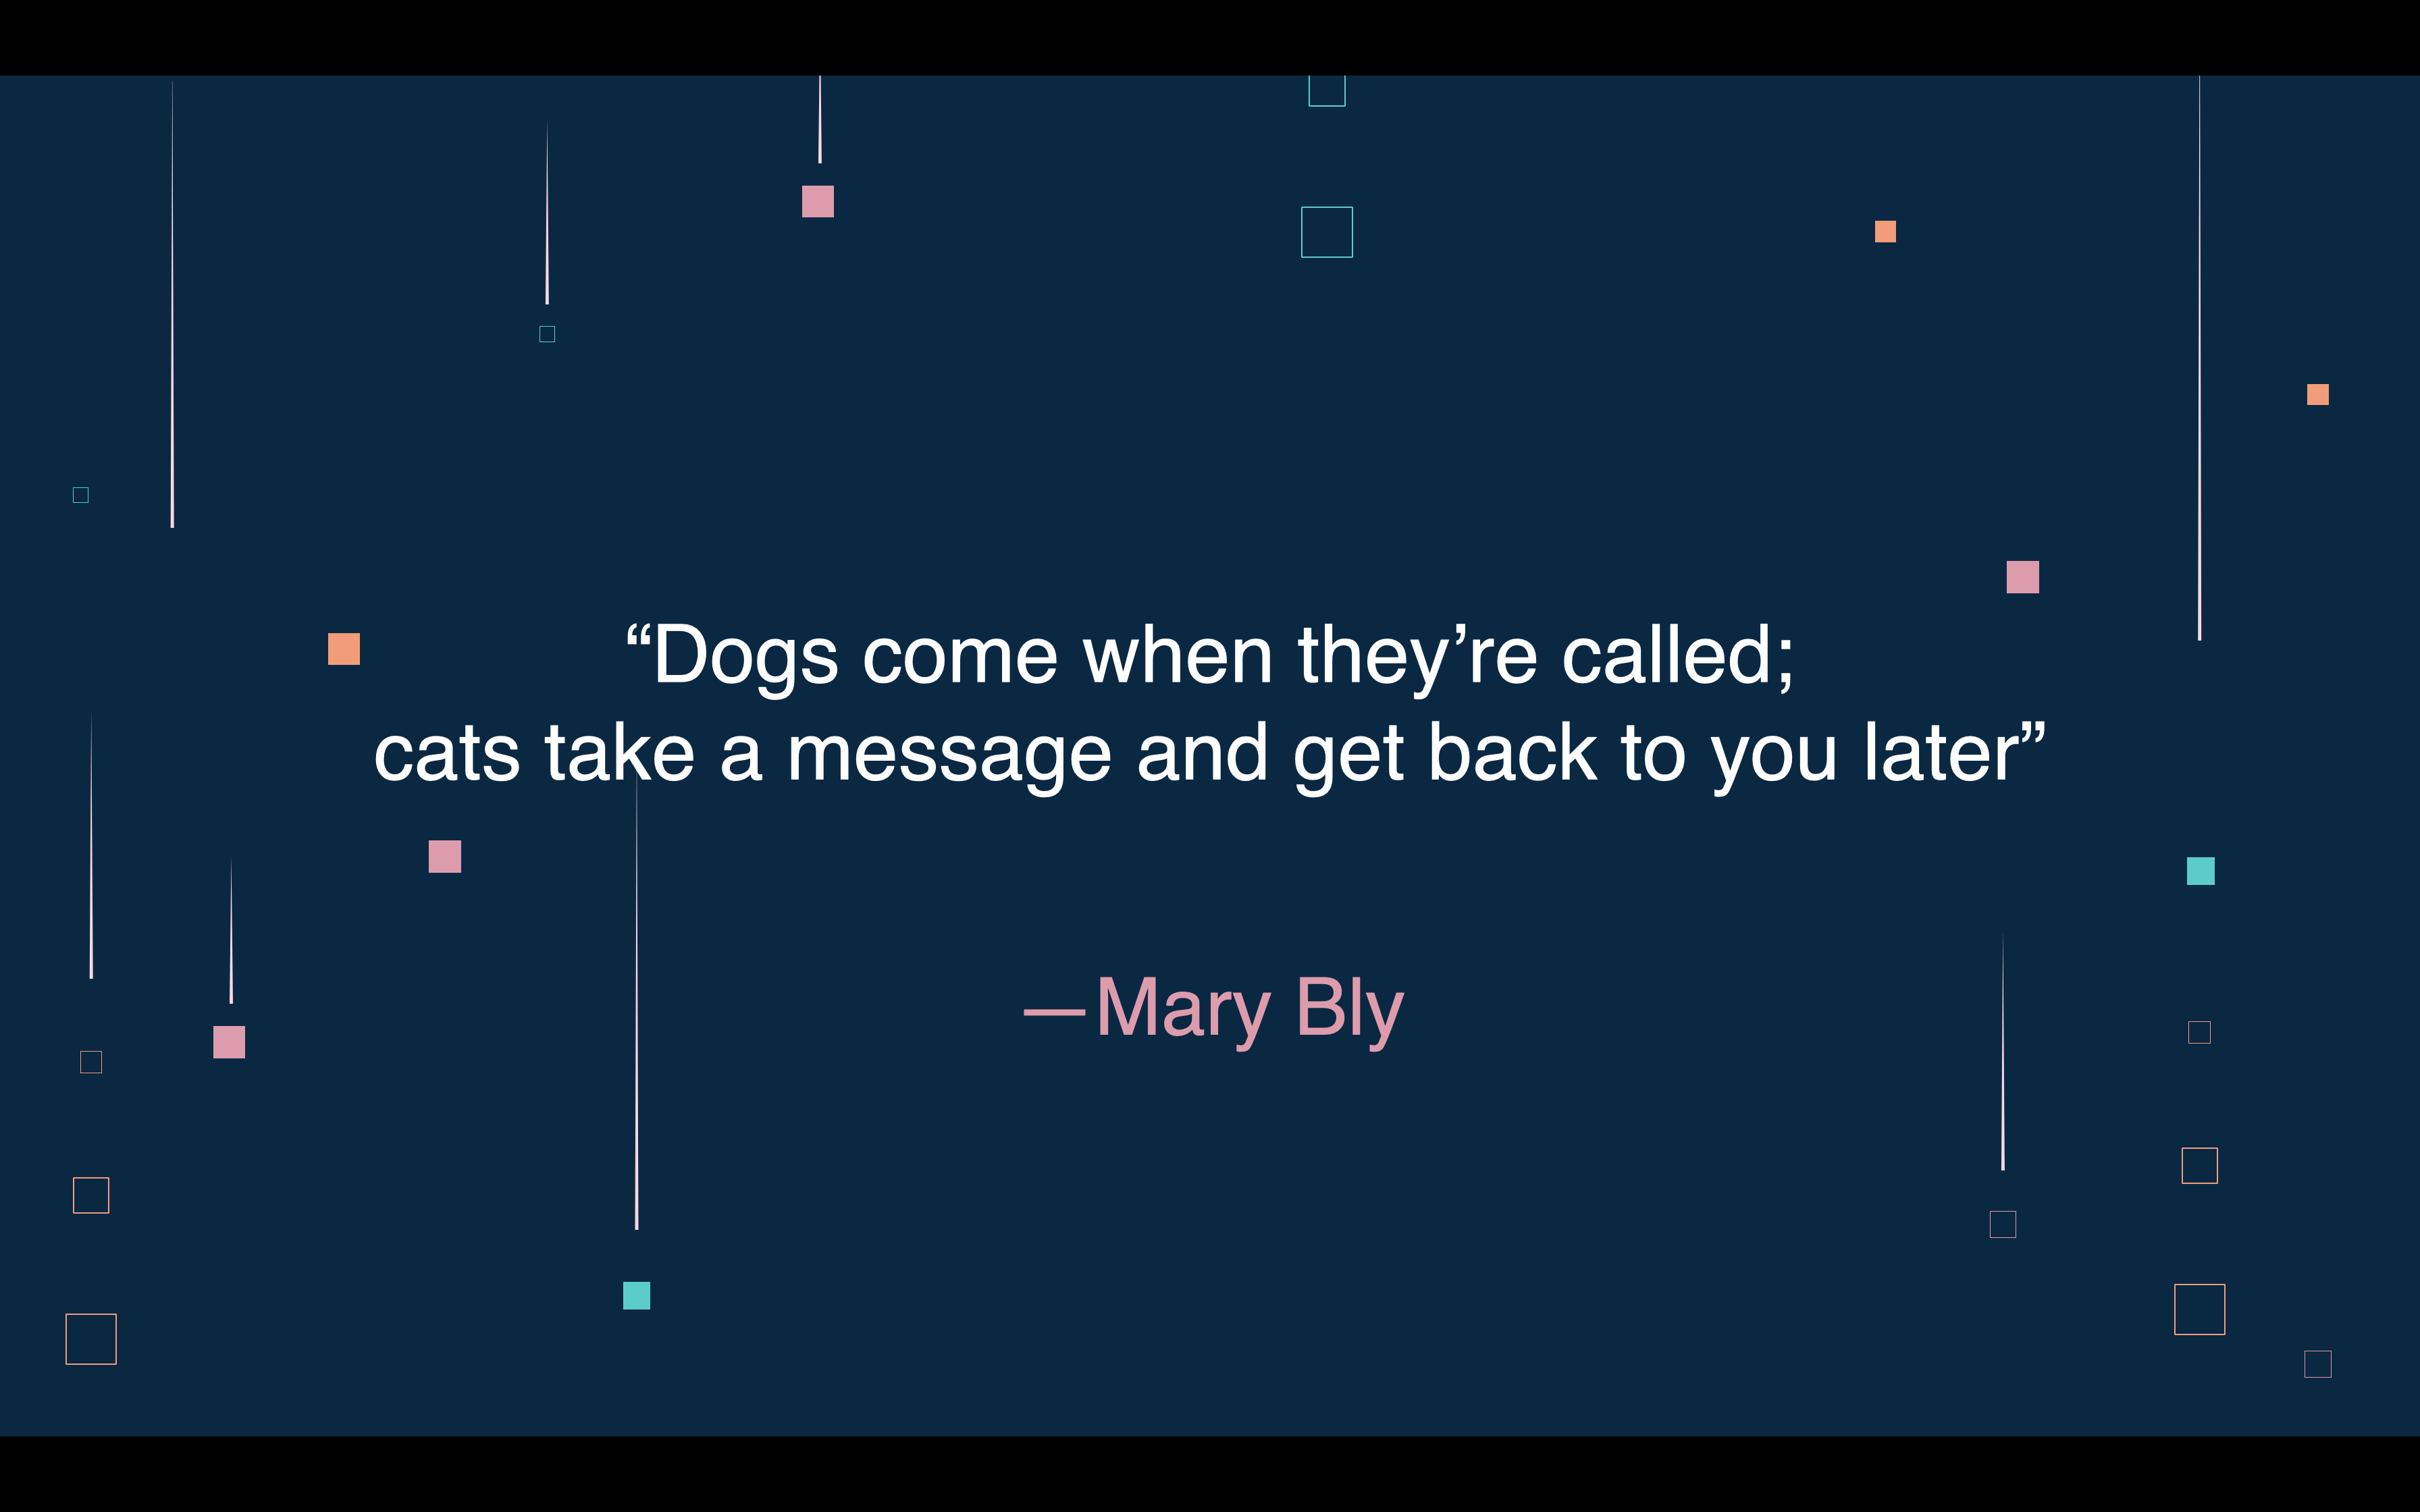 “Dogs come when they’re called;
cats take a message and get back to you later”
—Mary Bly